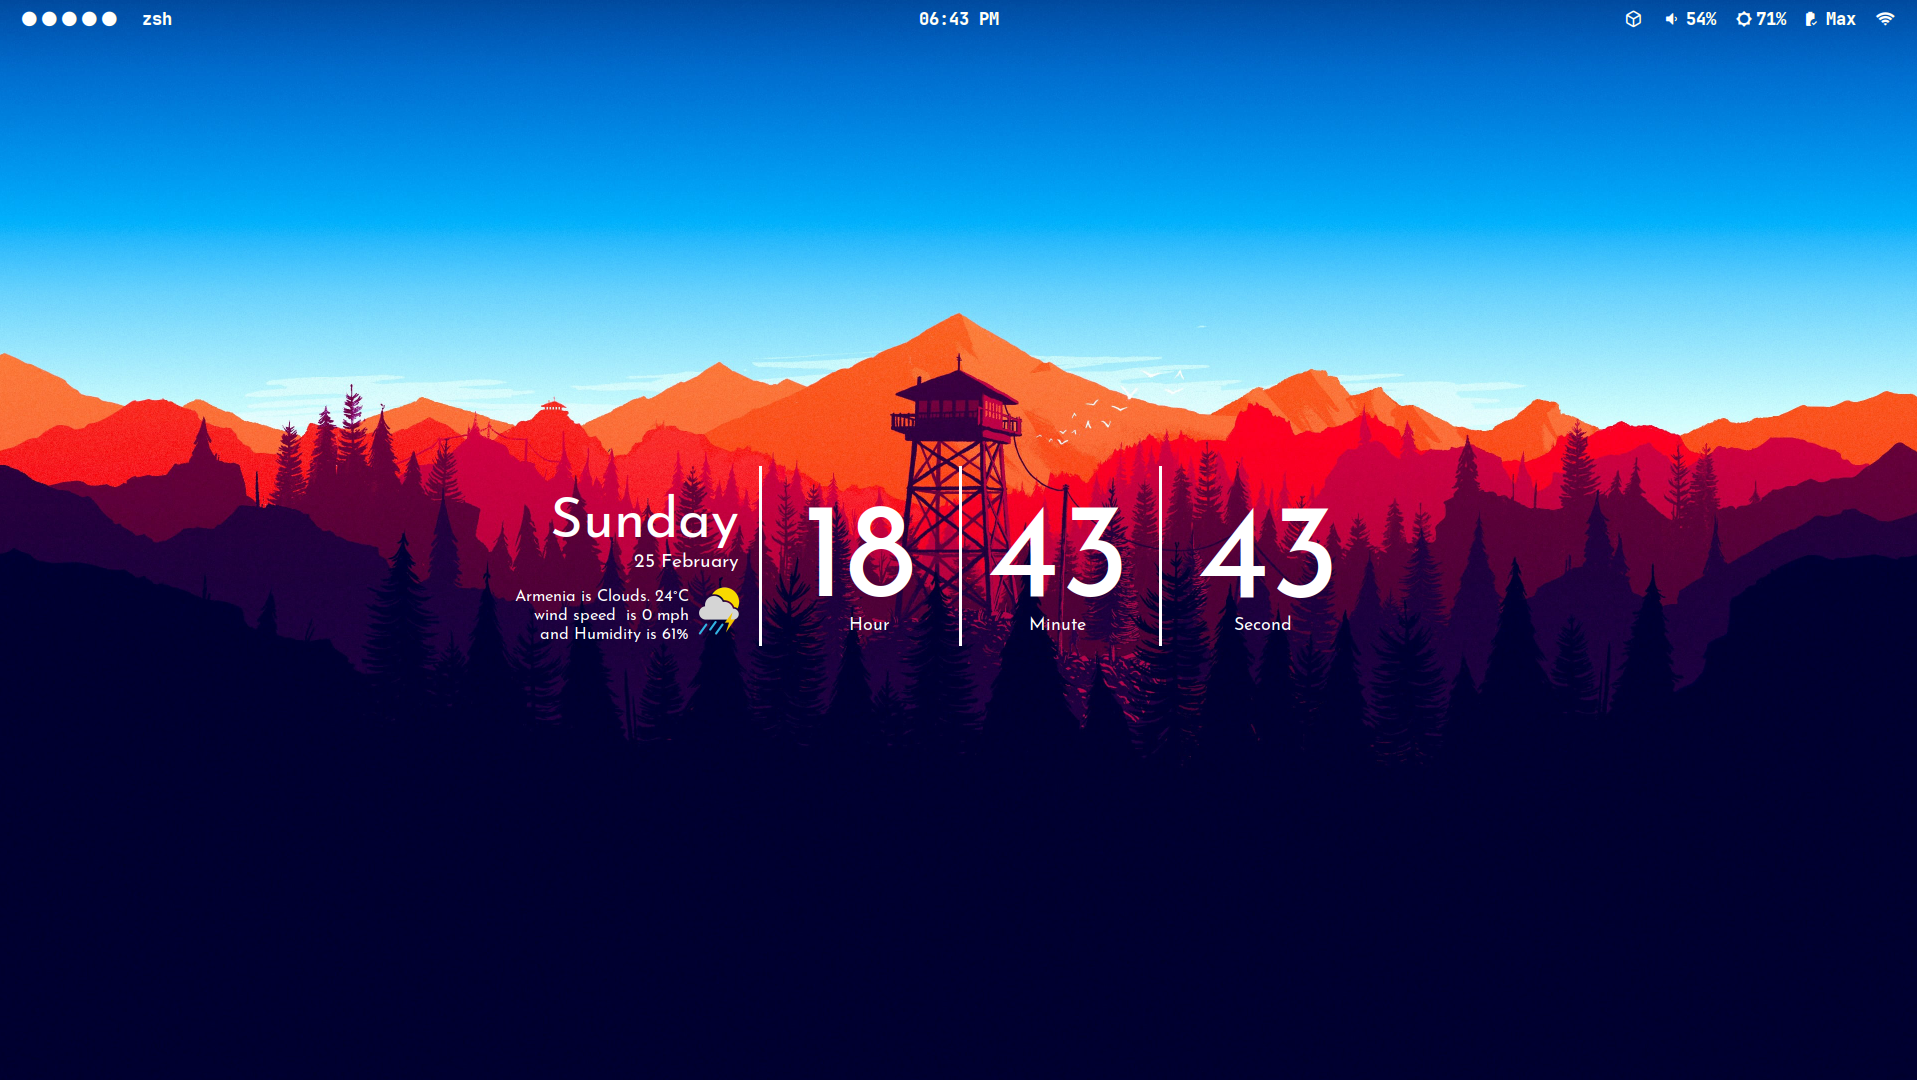 zsh
06:43 PM
54% 71% Max
Sunday
25 February
Armenia is Clouds. 24°C
wind speed  is 0 mph
and Humidity is 61%
18
Hour
43
Minute
43
Second